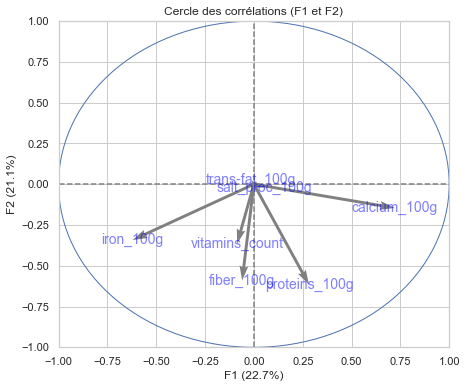 Cercle des corrélations (F1 et F2)
1.00
0.75
0.50
0.25
0.00
−0.25
−0.50
−0.75
−1.00
F2 (21.1%)
trans-fat_100g
calcium_100g
iron_100g
vitamins_count
fiber_100g
proteins_100g
−1.00 −0.75 −0.50 −0.25 0.00 0.25 0.50 0.75 1.00
F1 (22.7%)